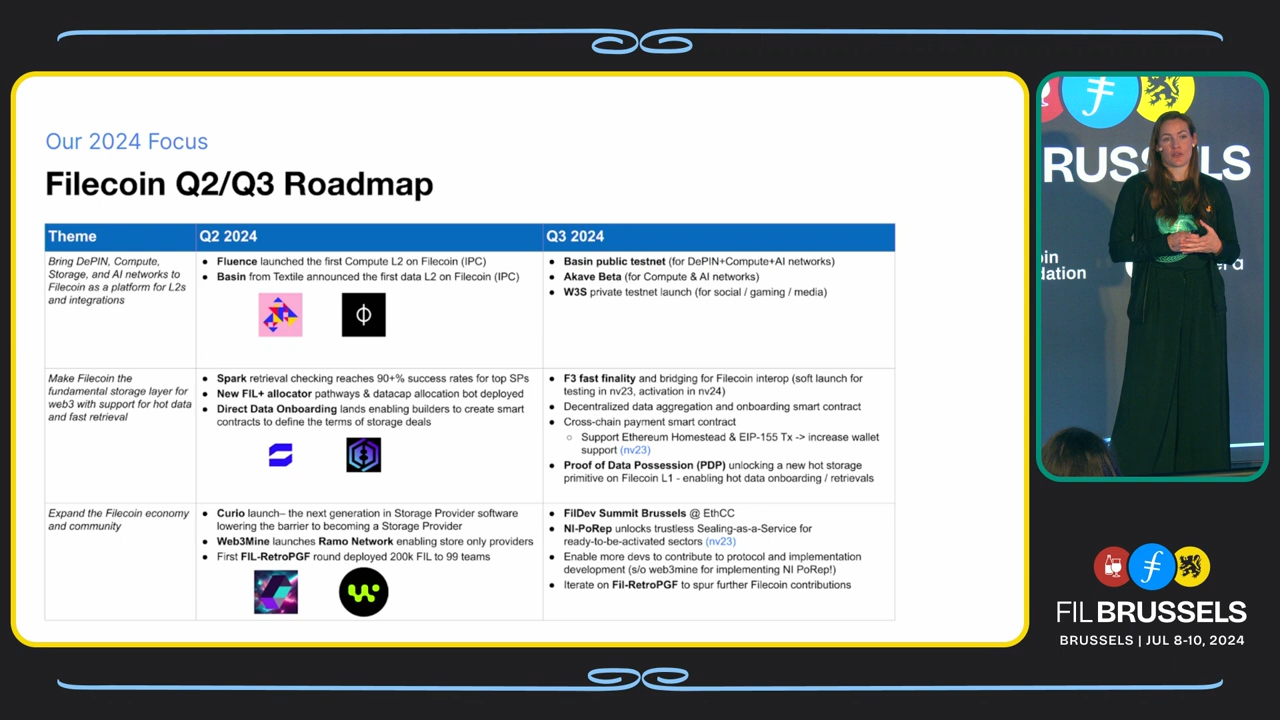 Our 2024 Focus
Filecoin Q2/Q3 Roadmap
Theme
Q2 2024
Q3 2024
Bring DePIN, Compute,
Storage, and AI networks to
Filecoin as a platform for L2s
and integrations
• Fluence launched the first Compute L2 on Filecoin (IPC)
• Basin from Textile announced the first data L2 on Filecoin (IPC)
• Basin public testnet (for DePIN+Compute+AI networks)
• Akave Beta (for Compute & AI networks)
• W3S private testnet launch (for social / gaming / media)
Make Filecoin the
fundamental storage layer for
web3 with support for hot data
and fast retrieval
• Spark retrieval checking reaches 90+% success rates for top SPs
• New FIL+ allocator pathways & datacap allocation bot deployed
• Direct Data Onboarding lands enabling builders to create smart
contracts to define the terms of storage deals
• F3 fast finality and bridging for Filecoin interop (soft launch for
testing in nv23, activation in nv24)
• Decentralized data aggregation and onboarding smart contract
• Cross-chain payment smart contract
○ Support Ethereum Homestead & EIP-155 Tx -> increase wallet
support (nv23)
• Proof of Data Possession (PDP) unlocking a new hot storage
primitive on Filecoin L1 - enabling hot data onboarding / retrievals
Expand the Filecoin economy
and community
• Curio launch– the next generation in Storage Provider software
lowering the barrier to becoming a Storage Provider
• Web3Mine launches Ramo Network enabling store only providers
• First FIL-RetroPGF round deployed 200k FIL to 99 teams
• FilDev Summit Brussels @ EthCC
• NI-PoRep unlocks trustless Sealing-as-a-Service for
ready-to-be-activated sectors (nv23)
• Enable more devs to contribute to protocol and implementation
development (s/o web3mine for implementing NI PoRep!)
• Iterate on Fil-RetroPGF to spur further Filecoin contributions
RUSSELS
oin
dation
FIL BRUSSELS
BRUSSELS | JUL 8-10, 2024